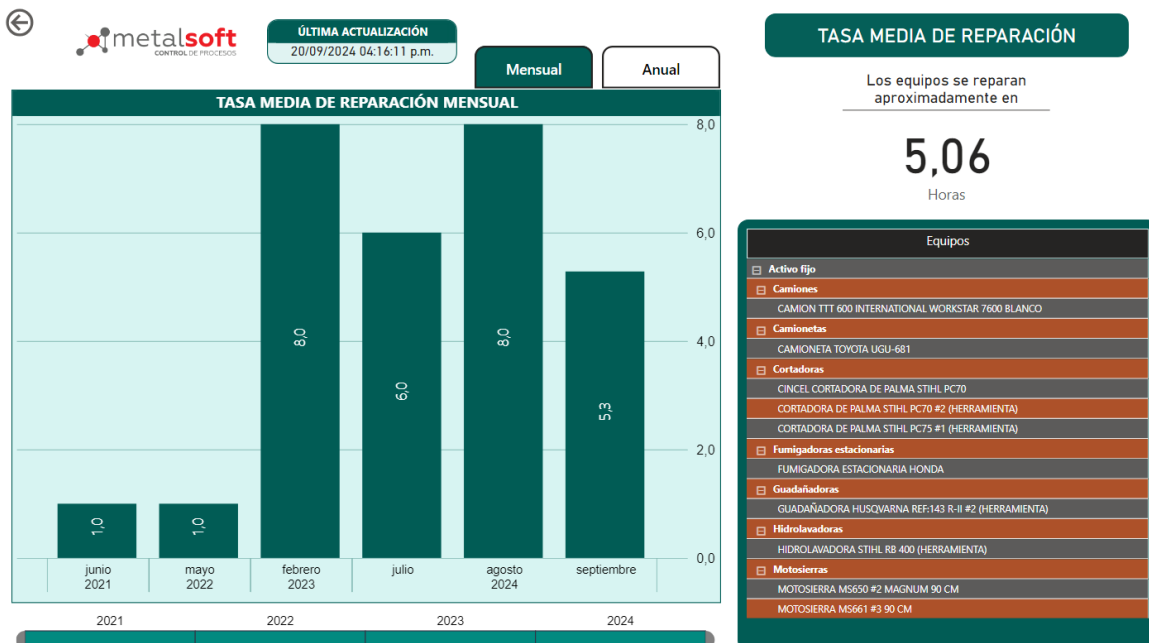 metalsoft
CONTROL DE PROCESOS
ÚLTIMA ACTUALIZACIÓN
20/09/2024 04:16:11 p.m.
Mensual
Anual
TASA MEDIA DE REPARACIÓN MENSUAL
8,0
6,0
4,0
2,0
0,0
1,0
1,0
8,0
6,0
8,0
5,3
junio
2021
mayo
2022
febrero
2023
julio
agosto
2024
septiembre
2021
2022
2023
2024
TASA MEDIA DE REPARACIÓN
Los equipos se reparan
aproximadamente en
5,06
Horas
Equipos
Activo fijo
Camiones
CAMION TTT 600 INTERNATIONAL WORKSTAR 7600 BLANCO
Camionetas
CAMIONETA TOYOTA UGU-681
Cortadoras
CINCEL CORTADORA DE PALMA STIHL PC70
CORTADORA DE PALMA STIHL PC70 #2 (HERRAMIENTA)
CORTADORA DE PALMA STIHL PC75 #1 (HERRAMIENTA)
Fumigadoras estacionarias
FUMIGADORA ESTACIONARIA HONDA
Guadañadoras
GUADAÑADORA HUSQVARNA REF:143 R-II #2 (HERRAMIENTA)
Hidrolavadoras
HIDROLAVADORA STIHL RB 400 (HERRAMIENTA)
Motosierras
MOTOSIERRA MS650 #2 MAGNUM 90 CM
MOTOSIERRA MS661 #3 90 CM